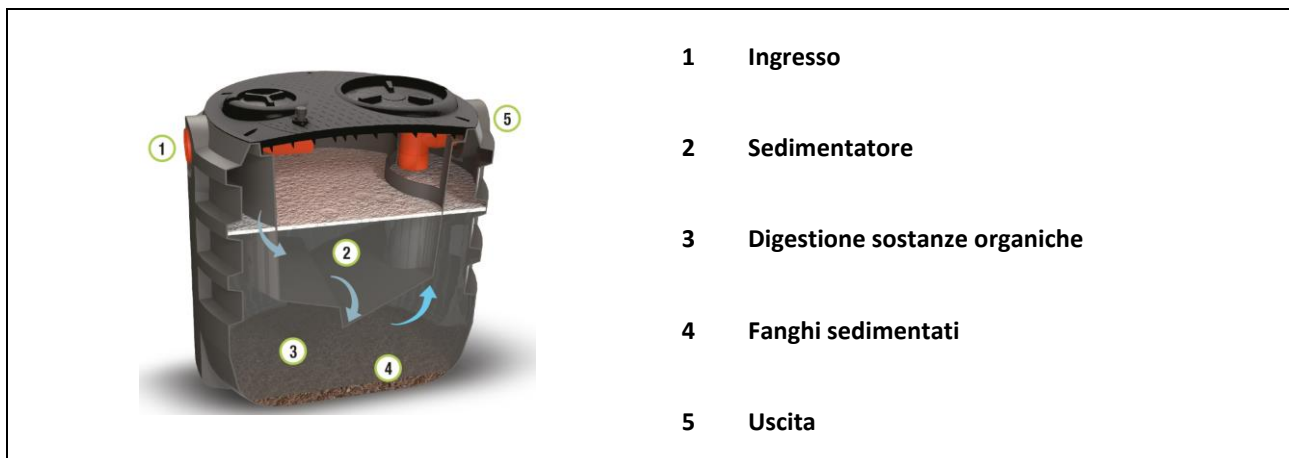 1 Ingresso
2 Sedimentatore
3 Digestione sostanze organiche
4 Fanghi sedimentati
5 Uscita
1
5
2
3
4